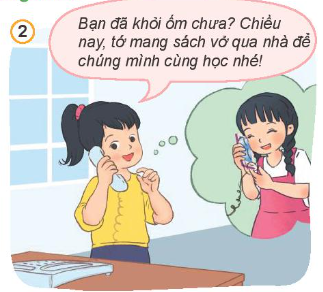 2
Bạn đã khỏi ốm chưa? Chiều
nay, tớ mang sách vở qua nhà để
chúng mình cùng học nhé!